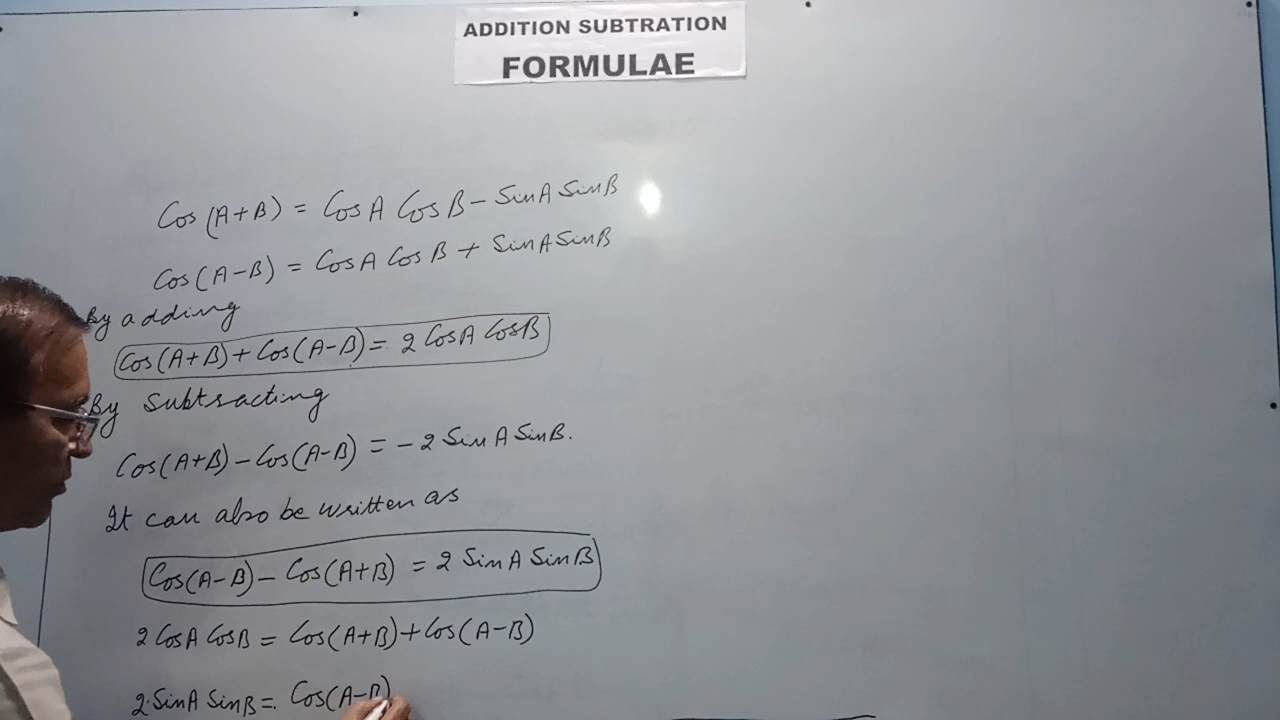 ADDITION SUBTRATION
FORMULAE
Cos (A+B) = Cos A Cos B - Sin A Sin B
Cos (A-B) = Cos A Cos B + Sin A Sin B
By adding
Cos (A+B) + Cos (A-B) = 2 Cos A Cos B
By Subtracting
Cos (A+B) - Cos (A-B) = - 2 Sin A Sin B.
It can also be written as
Cos (A-B) - Cos (A+B) = 2 Sin A Sin B
2 Cos A Cos B = Cos (A+B) + Cos (A-B)
2 Sin A Sin B = Cos (A-B)